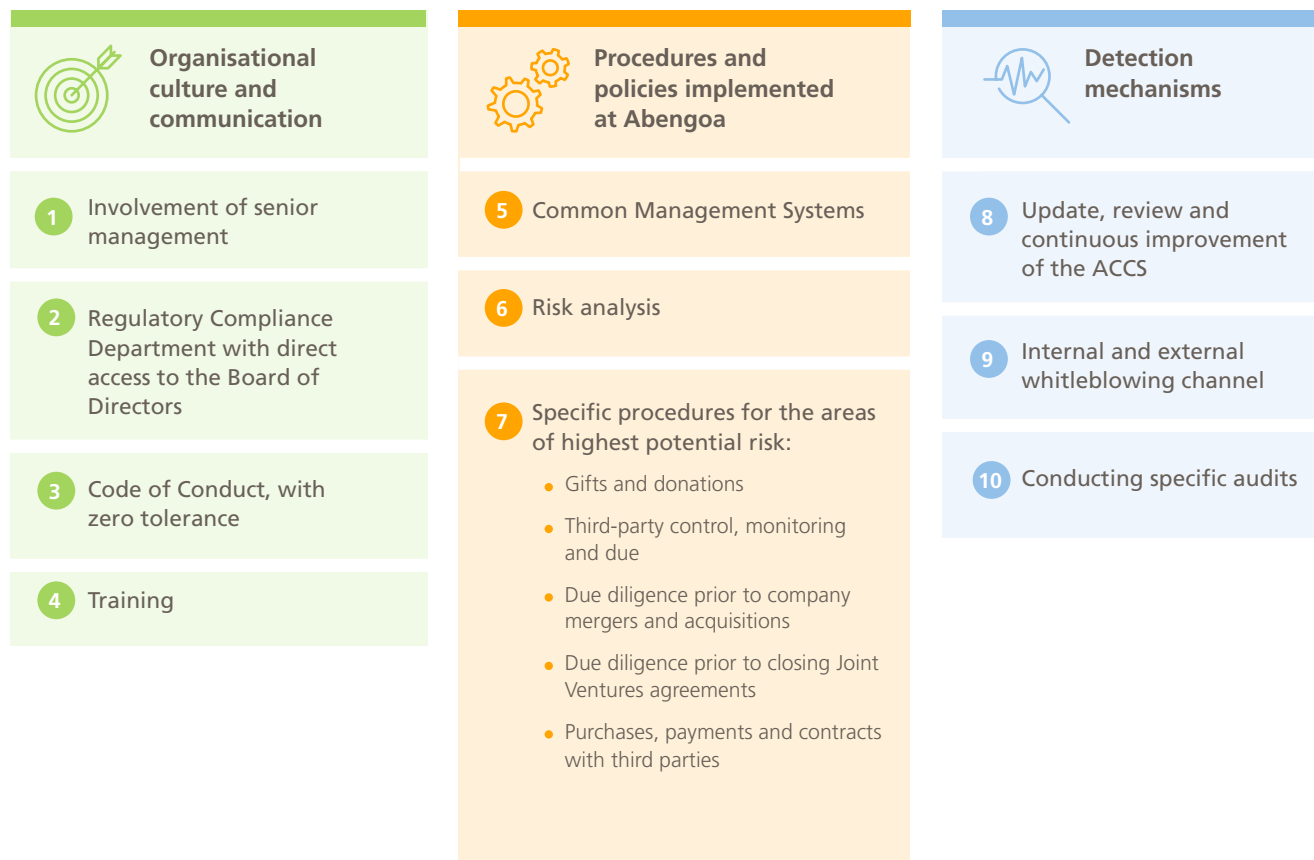 Organisational
culture and
communication
1
Involvement of senior
management
2
Regulatory Compliance
Department with direct
access to the Board of
Directors
3
Code of Conduct, with
zero tolerance
4
Training
Procedures and
policies implemented
at Abengoa
5
Common Management Systems
6
Risk analysis
7
Specific procedures for the areas
of highest potential risk:
• Gifts and donations
• Third-party control, monitoring
and due
• Due diligence prior to company
mergers and acquisitions
• Due diligence prior to closing Joint
Ventures agreements
• Purchases, payments and contracts
with third parties
Detection
mechanisms
8
Update, review and
continuous improvement
of the ACCS
9
Internal and external
whitleblowing channel
10
Conducting specific audits